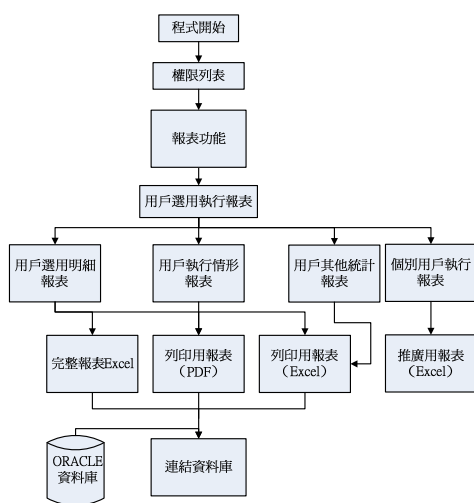 程式開始
權限列表
報表功能
用戶選用執行報表
用戶選用明細
報表
用戶執行情形
報表
用戶其他統計
報表
個別用戶執行
報表
完整報表Excel
列印用報表
（PDF）
列印用報表
（Excel）
推廣用報表
（Excel）
ORACLE
資料庫
連結資料庫